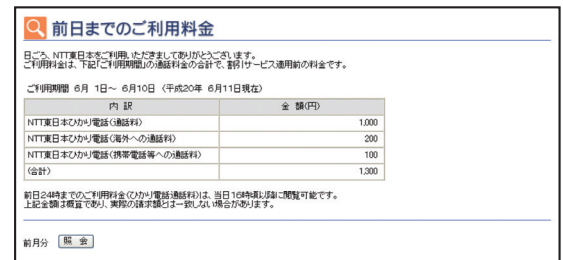 前日までのご利用料金
日ごろ、NTT東日本をご利用いただきましてありがとうございます。
ご利用料金は、下記「ご利用期間」の通話料金の合計で、割引サービス適用前の料金です。
ご利用期間 6月 1日～ 6月10日 (平成20年 6月11日現在)
内 訳 金 額(円)
NTT東日本ひかり電話(通話料) 1,000
NTT東日本ひかり電話(海外への通話料) 200
NTT東日本ひかり電話(携帯電話等への通話料) 100
(合計) 1,300
前日24時までのご利用料金(ひかり電話通話料)は、当日16時頃以降に閲覧可能です。
上記金額は概算であり、実際の請求額とは一致しない場合があります。
前月分 照 会